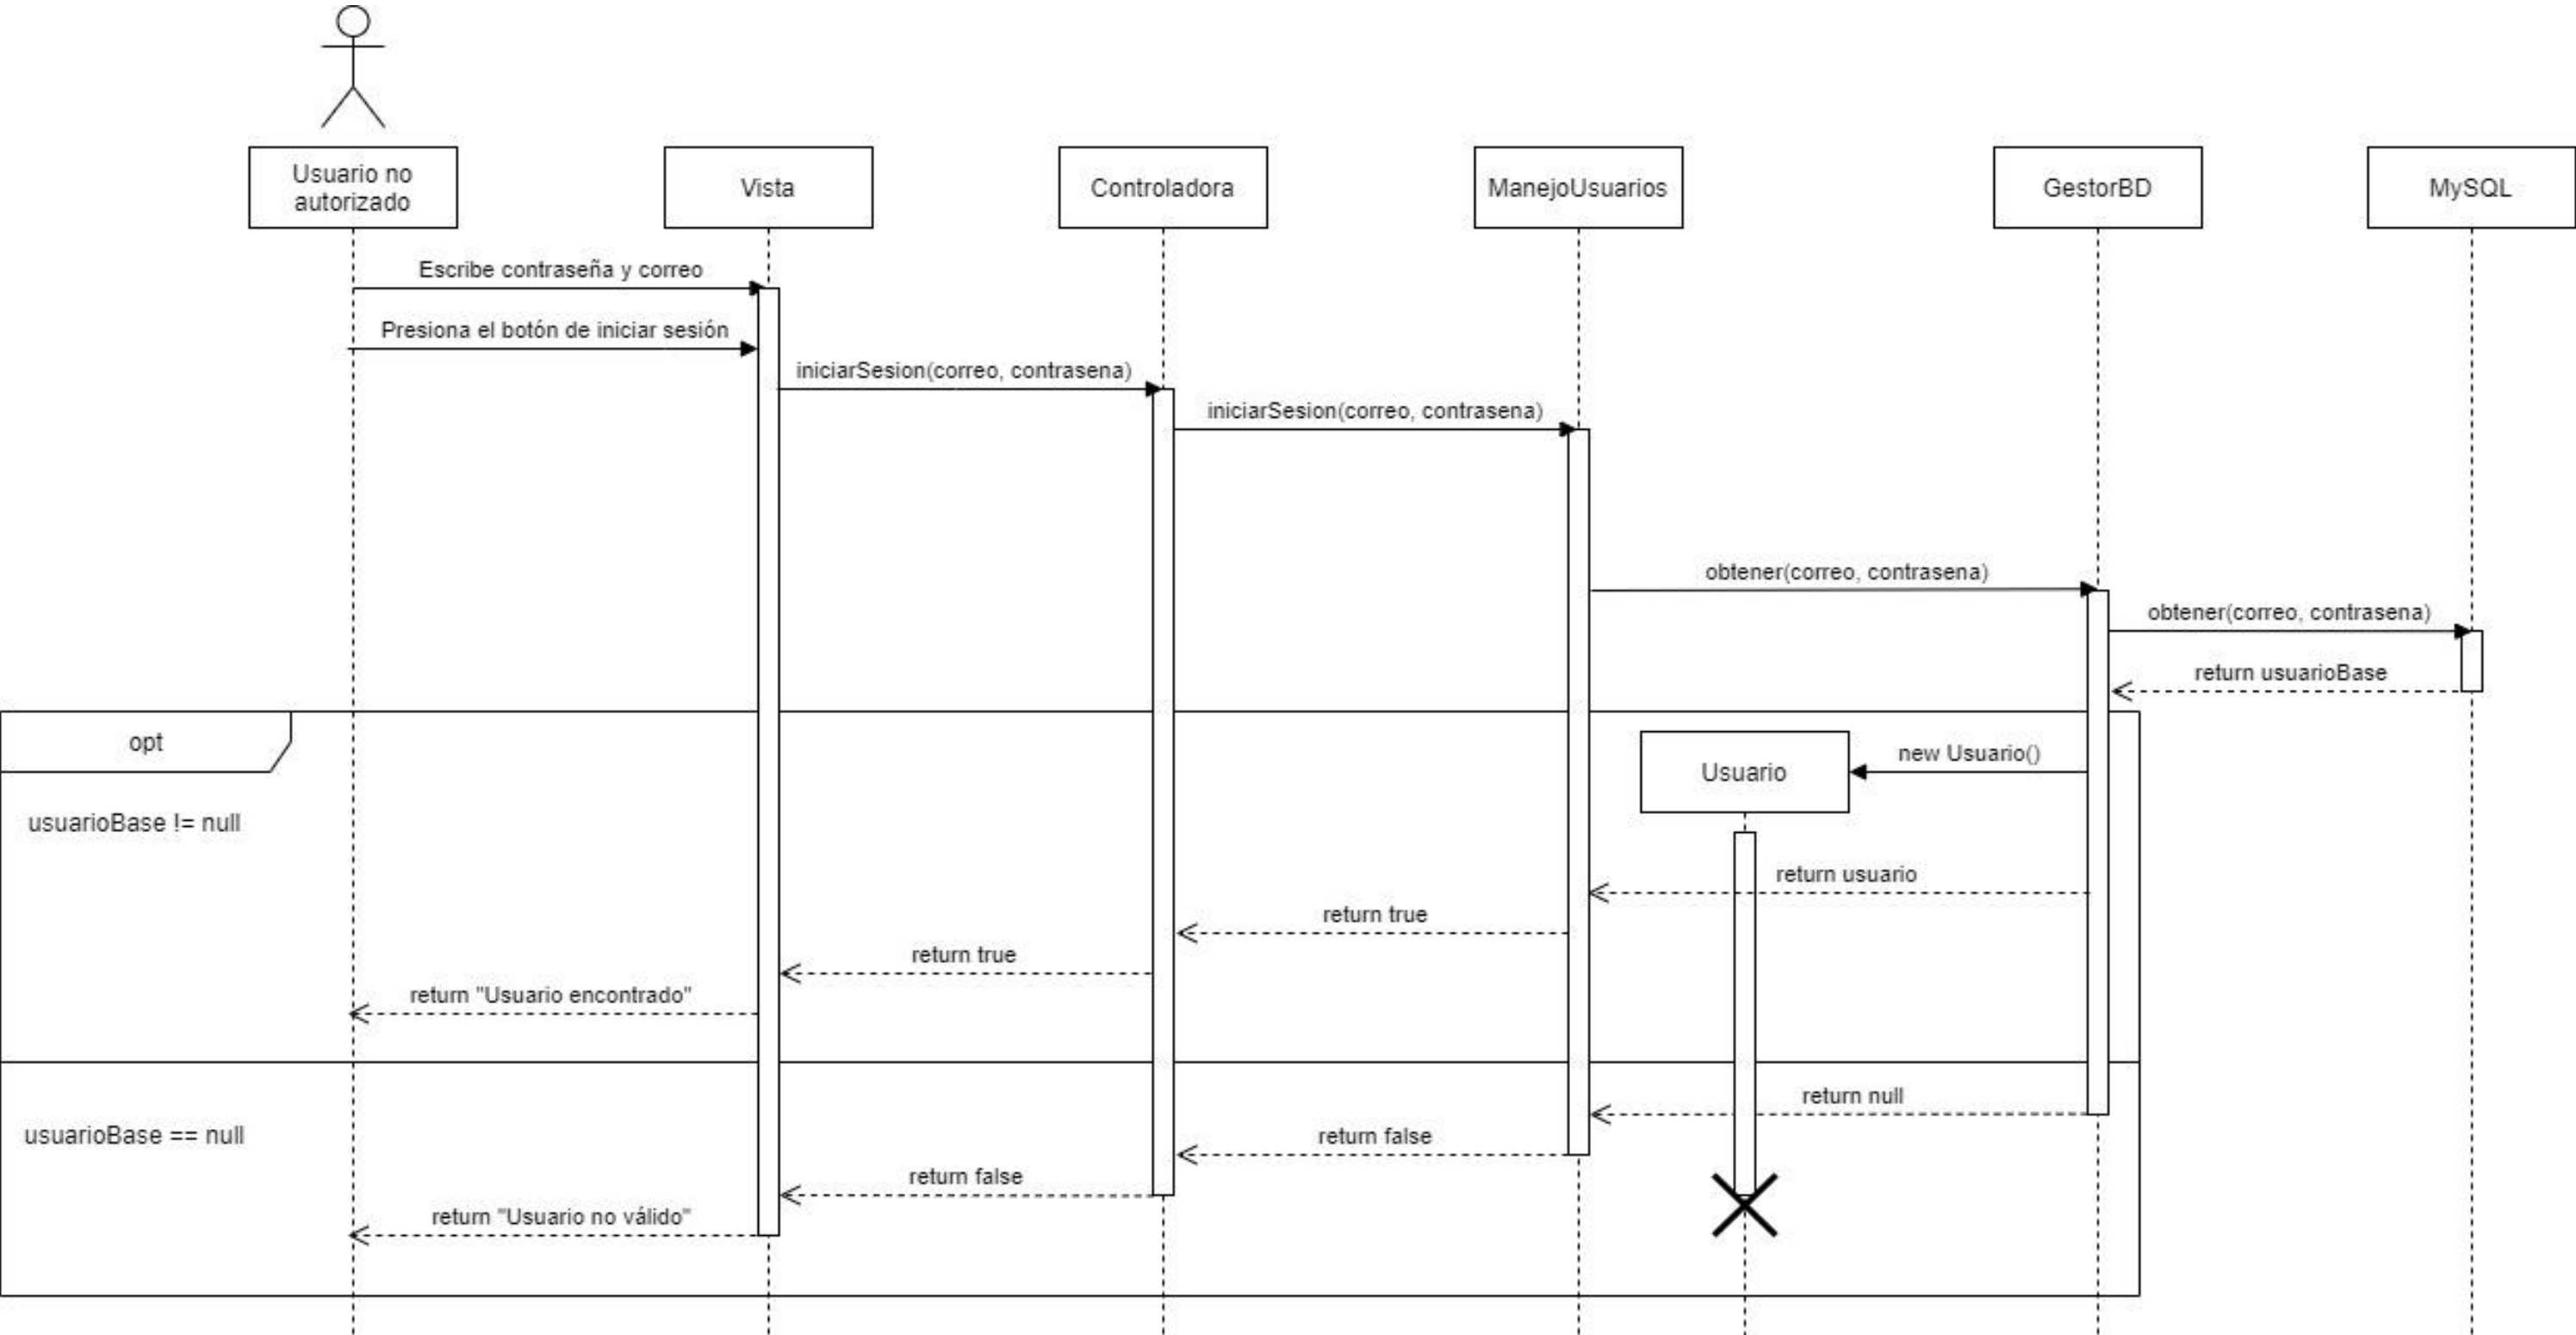 Usuario no
autorizado
Vista
Controladora
ManejoUsuarios
GestorBD
MySQL
Escribe contraseña y correo
Presiona el botón de iniciar sesión
iniciarSesion(correo, contrasena)
iniciarSesion(correo, contrasena)
obtener(correo, contrasena)
obtener(correo, contrasena)
return usuarioBase
opt
new Usuario()
Usuario
usuarioBase != null
return usuario
return true
return true
return "Usuario encontrado"
return null
usuarioBase == null
return false
return false
return "Usuario no válido"